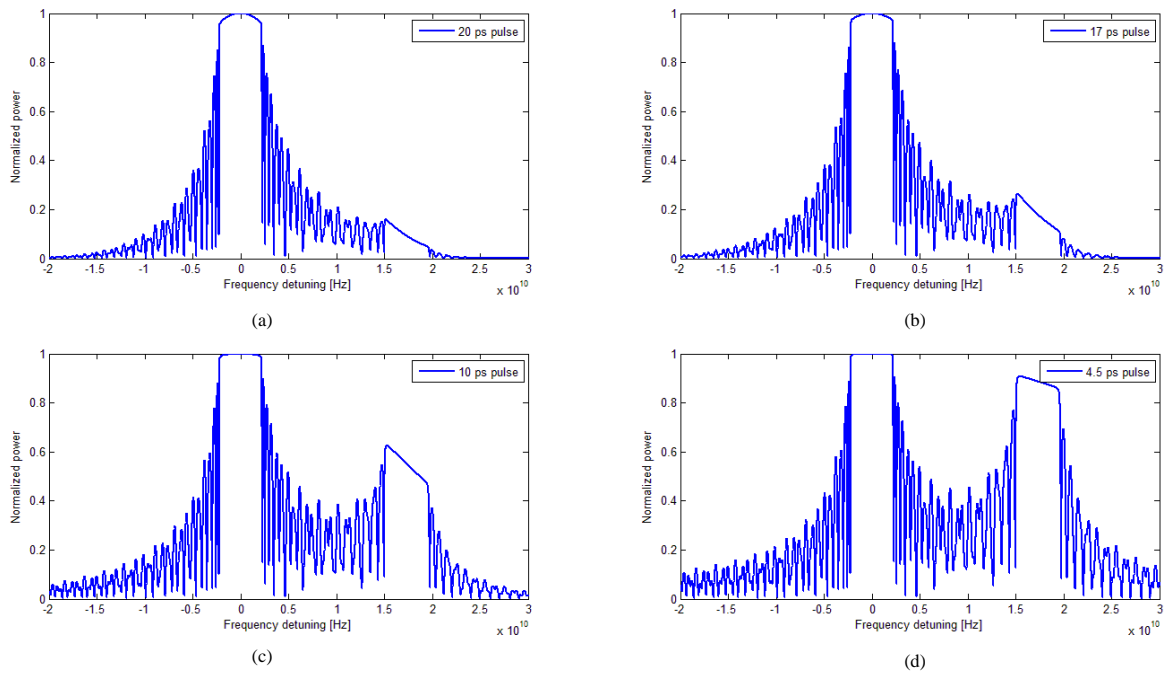 1
0.8
0.6
0.4
0.2
0
Normalized power
20 ps pulse
-2 -1.5 -1 -0.5 0 0.5 1 1.5 2 2.5 3
Frequency detuning [Hz]
x 10^10
(a)
1
0.8
0.6
0.4
0.2
0
Normalized power
17 ps pulse
-2 -1.5 -1 -0.5 0 0.5 1 1.5 2 2.5 3
Frequency detuning [Hz]
x 10^10
(b)
1
0.8
0.6
0.4
0.2
0
Normalized power
10 ps pulse
-2 -1.5 -1 -0.5 0 0.5 1 1.5 2 2.5 3
Frequency detuning [Hz]
x 10^10
(c)
1
0.8
0.6
0.4
0.2
0
Normalized power
4.5 ps pulse
-2 -1.5 -1 -0.5 0 0.5 1 1.5 2 2.5 3
Frequency detuning [Hz]
x 10^10
(d)